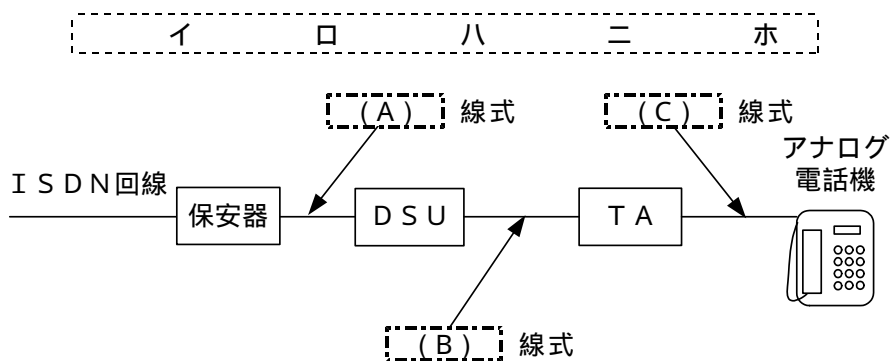 イ ロ ハ ニ ホ
(A) 線式
(C) 線式
アナログ
電話機
ISDN回線
保安器
DSU
TA
(B) 線式